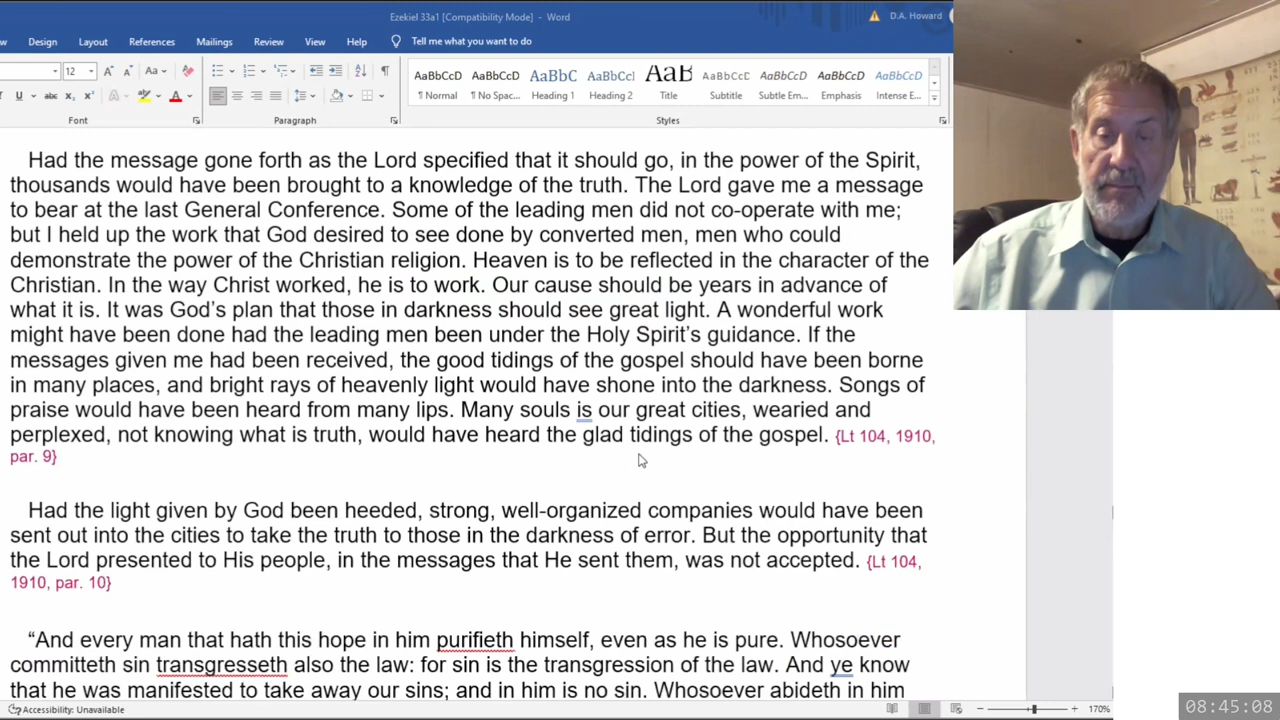 Ezekiel 33a1 [Compatibility Mode] - Word
D.A. Howard
Design Layout References Mailings Review View Help Tell me what you want to do
12 Aa
AaBbCcD AaBbCcD AaBbC AaBbCcI AaB AaBbCcD AaBbCcD AaBbCcD AaBbCcD
¶ Normal ¶ No Spac... Heading 1 Heading 2 Title Subtitle Subtle Em... Emphasis Intense E...
Font Paragraph Styles
Had the message gone forth as the Lord specified that it should go, in the power of the Spirit,
thousands would have been brought to a knowledge of the truth. The Lord gave me a message
to bear at the last General Conference. Some of the leading men did not co-operate with me;
but I held up the work that God desired to see done by converted men, men who could
demonstrate the power of the Christian religion. Heaven is to be reflected in the character of the
Christian. In the way Christ worked, he is to work. Our cause should be years in advance of
what it is. It was God's plan that those in darkness should see great light. A wonderful work
might have been done had the leading men been under the Holy Spirit's guidance. If the
messages given me had been received, the good tidings of the gospel should have been borne
in many places, and bright rays of heavenly light would have shone into the darkness. Songs of
praise would have been heard from many lips. Many souls is our great cities, wearied and
perplexed, not knowing what is truth, would have heard the glad tidings of the gospel. {Lt 104, 1910,
par. 9}
Had the light given by God been heeded, strong, well-organized companies would have been
sent out into the cities to take the truth to those in the darkness of error. But the opportunity that
the Lord presented to His people, in the messages that He sent them, was not accepted. {Lt 104,
1910, par. 10}
“And every man that hath this hope in him purifieth himself, even as he is pure. Whosoever
committeth sin transgresseth also the law: for sin is the transgression of the law. And ye know
that he was manifested to take away our sins; and in him is no sin. Whosoever abideth in him
Accessibility: Unavailable
170%
08:45:08